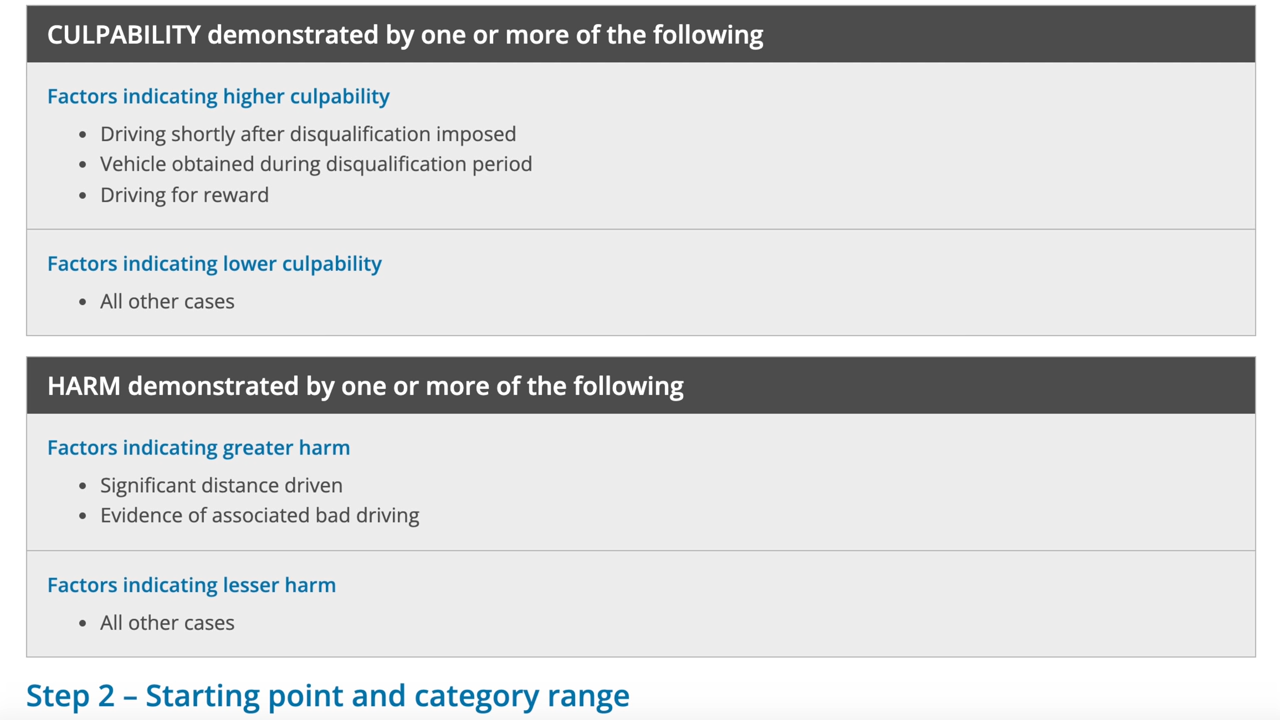 CULPABILITY demonstrated by one or more of the following
Factors indicating higher culpability
• Driving shortly after disqualification imposed
• Vehicle obtained during disqualification period
• Driving for reward
Factors indicating lower culpability
• All other cases
HARM demonstrated by one or more of the following
Factors indicating greater harm
• Significant distance driven
• Evidence of associated bad driving
Factors indicating lesser harm
• All other cases
Step 2 – Starting point and category range